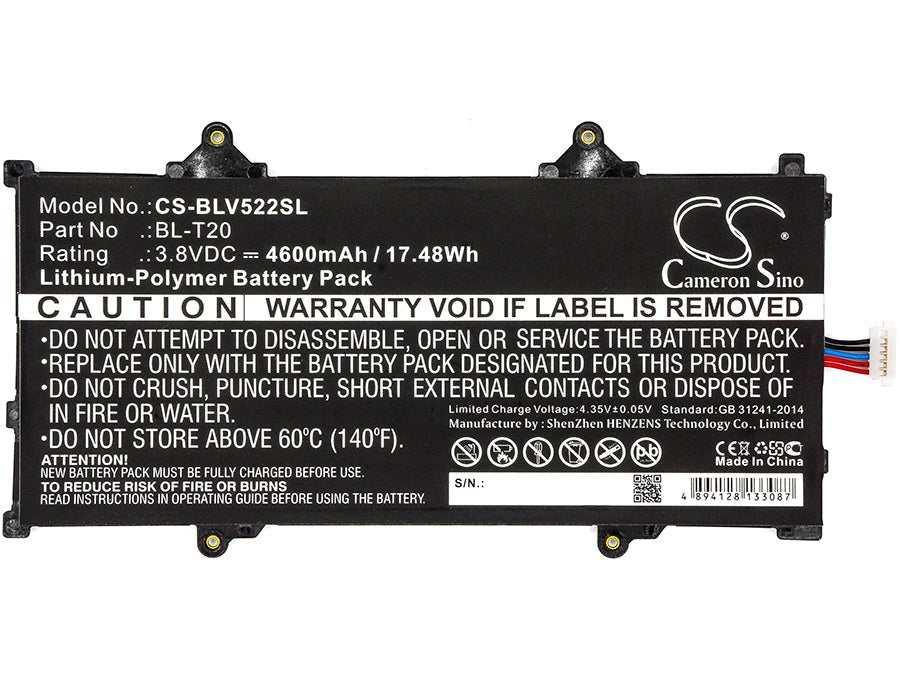 Model No.: CS-BLV522SL
Part No : BL-T20
Rating : 3.8VDC ⎓ 4600mAh / 17.48Wh
Lithium-Polymer Battery Pack
CS
Cameron Sino
CAUTION WARRANTY VOID IF LABEL IS REMOVED
•DO NOT ATTEMPT TO DISASSEMBLE, OPEN OR SERVICE THE BATTERY PACK.
•REPLACE ONLY WITH THE BATTERY PACK DESIGNATED FOR THIS PRODUCT.
•DO NOT CRUSH, PUNCTURE, SHORT EXTERNAL CONTACTS OR DISPOSE OF
IN FIRE OR WATER.
•DO NOT STORE ABOVE 60°C (140°F).
Limited Charge Voltage:4.35V±0.05V Standard:GB 31241-2014
Manufacture by : ShenZhen HENZENS Technology Co., Limited
ATTENTION!
NEW BATTERY PACK MUST BE FULLY CHARGED BEFORE USE.
TO REDUCE RISK OF FIRE OR BURNS
READ INSTRUCTIONS IN OPERATING GUIDE BEFORE USING THE BATTERY.
CE
Made In China
S/N.:
4 894128 133087